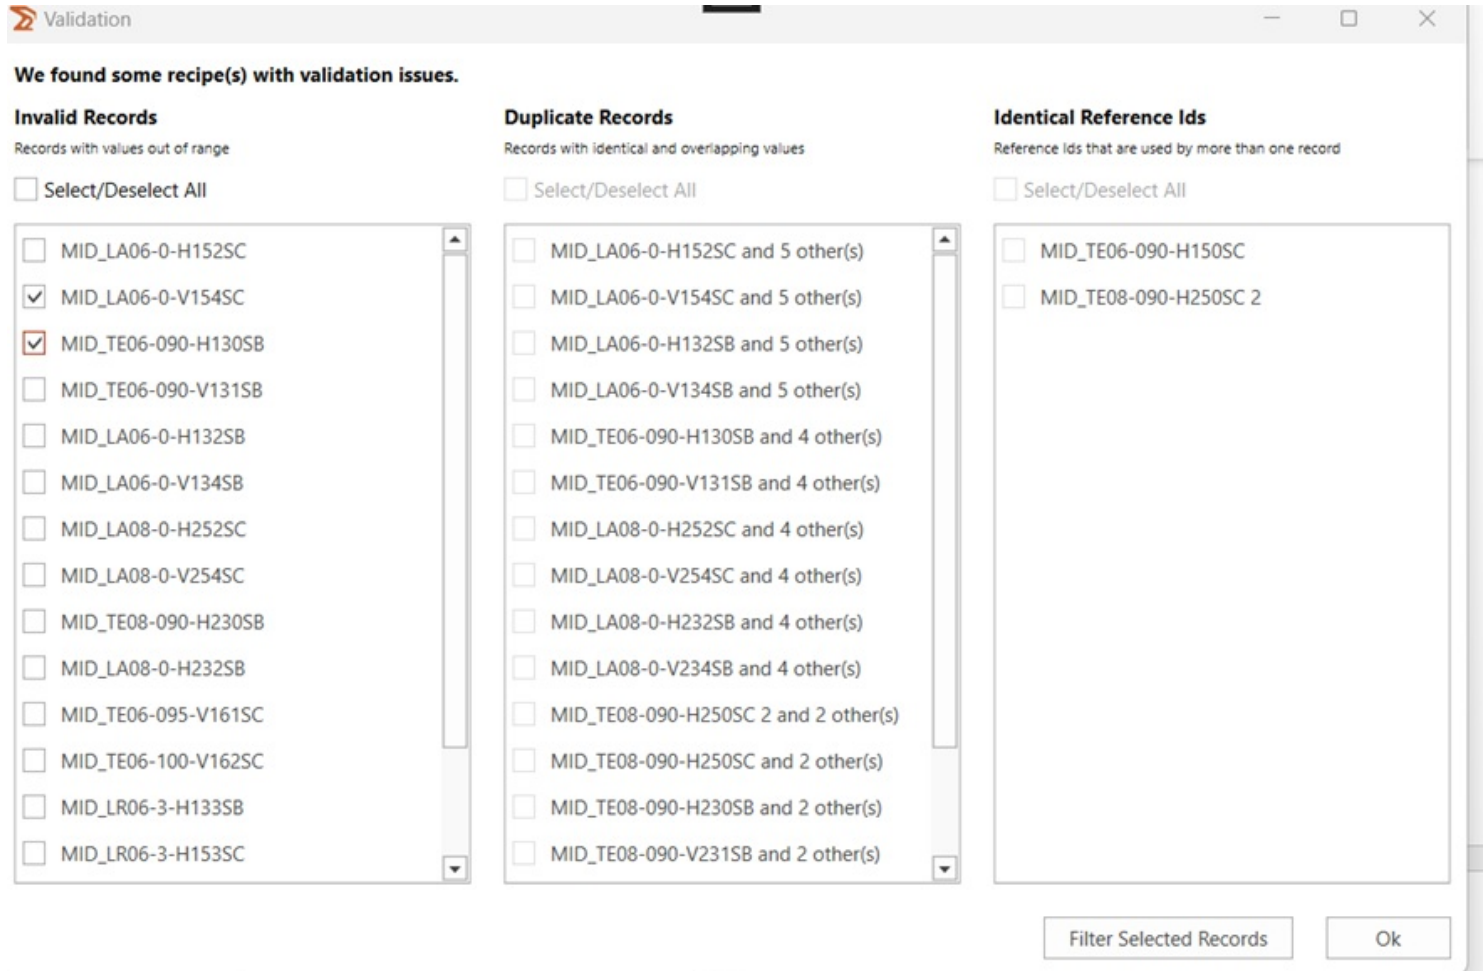 Validation
We found some recipe(s) with validation issues.
Invalid Records
Records with values out of range
Select/Deselect All
MID_LA06-0-H152SC
MID_LA06-0-V154SC
MID_TE06-090-H130SB
MID_TE06-090-V131SB
MID_LA06-0-H132SB
MID_LA06-0-V134SB
MID_LA08-0-H252SC
MID_LA08-0-V254SC
MID_TE08-090-H230SB
MID_LA08-0-H232SB
MID_TE06-095-V161SC
MID_TE06-100-V162SC
MID_LR06-3-H133SB
MID_LR06-3-H153SC
Duplicate Records
Records with identical and overlapping values
Select/Deselect All
MID_LA06-0-H152SC and 5 other(s)
MID_LA06-0-V154SC and 5 other(s)
MID_LA06-0-H132SB and 5 other(s)
MID_LA06-0-V134SB and 5 other(s)
MID_TE06-090-H130SB and 4 other(s)
MID_TE06-090-V131SB and 4 other(s)
MID_LA08-0-H252SC and 4 other(s)
MID_LA08-0-V254SC and 4 other(s)
MID_LA08-0-H232SB and 4 other(s)
MID_LA08-0-V234SB and 4 other(s)
MID_TE08-090-H250SC 2 and 2 other(s)
MID_TE08-090-H250SC and 2 other(s)
MID_TE08-090-H230SB and 2 other(s)
MID_TE08-090-V231SB and 2 other(s)
Identical Reference Ids
Reference Ids that are used by more than one record
Select/Deselect All
MID_TE06-090-H150SC
MID_TE08-090-H250SC 2
Filter Selected Records
Ok